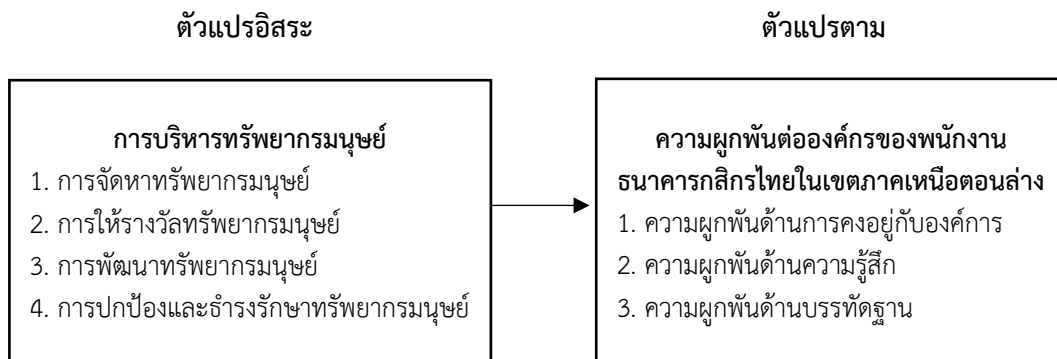 ตัวแปรอิสระ
ตัวแปรตาม
การบริหารทรัพยากรมนุษย์
1. การจัดหาทรัพยากรมนุษย์
2. การให้รางวัลทรัพยากรมนุษย์
3. การพัฒนาทรัพยากรมนุษย์
4. การปกป้องและธำรงรักษาทรัพยากรมนุษย์
ความผูกพันต่อองค์กรของพนักงาน
ธนาคารกสิกรไทยในเขตภาคเหนือตอนล่าง
1. ความผูกพันด้านการคงอยู่กับองค์การ
2. ความผูกพันด้านความรู้สึก
3. ความผูกพันด้านบรรทัดฐาน